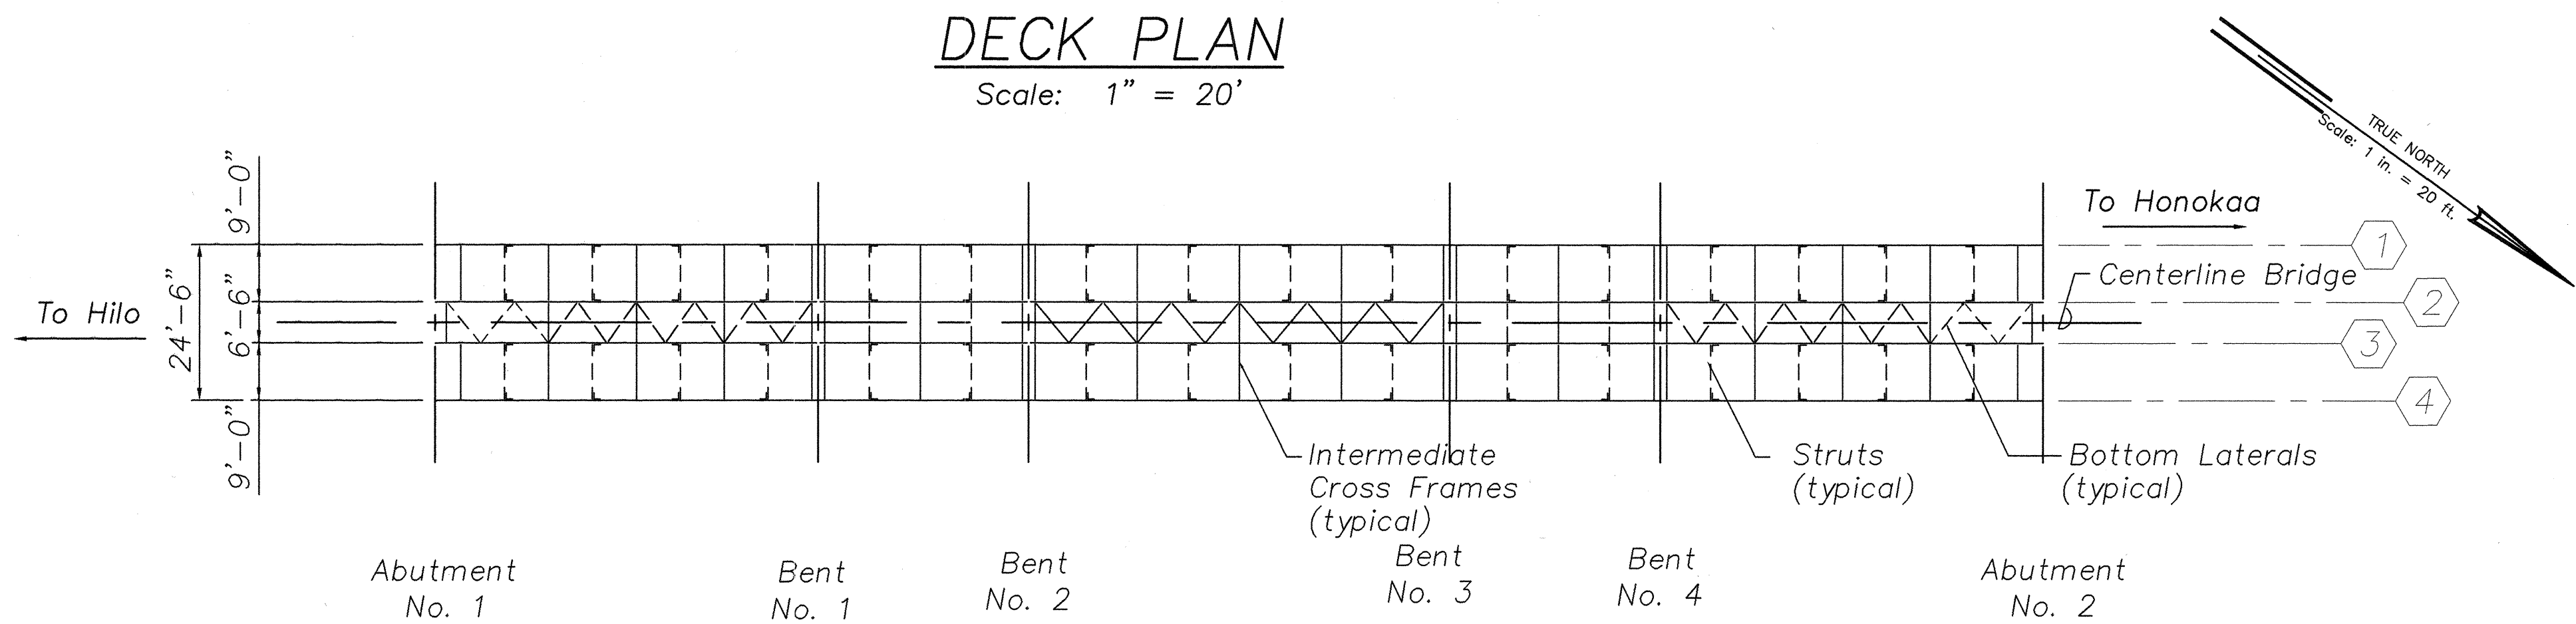 DECK PLAN
Scale: 1" = 20'
TRUE NORTH
Scale: 1 in. = 20 ft.
9'-0"
24'-6"
6'-6"
9'-0"
To Hilo
To Honokaa
Centerline Bridge
1
2
3
4
Intermediate
Cross Frames
(typical)
Struts
(typical)
Bottom Laterals
(typical)
Abutment
No. 1
Bent
No. 1
Bent
No. 2
Bent
No. 3
Bent
No. 4
Abutment
No. 2